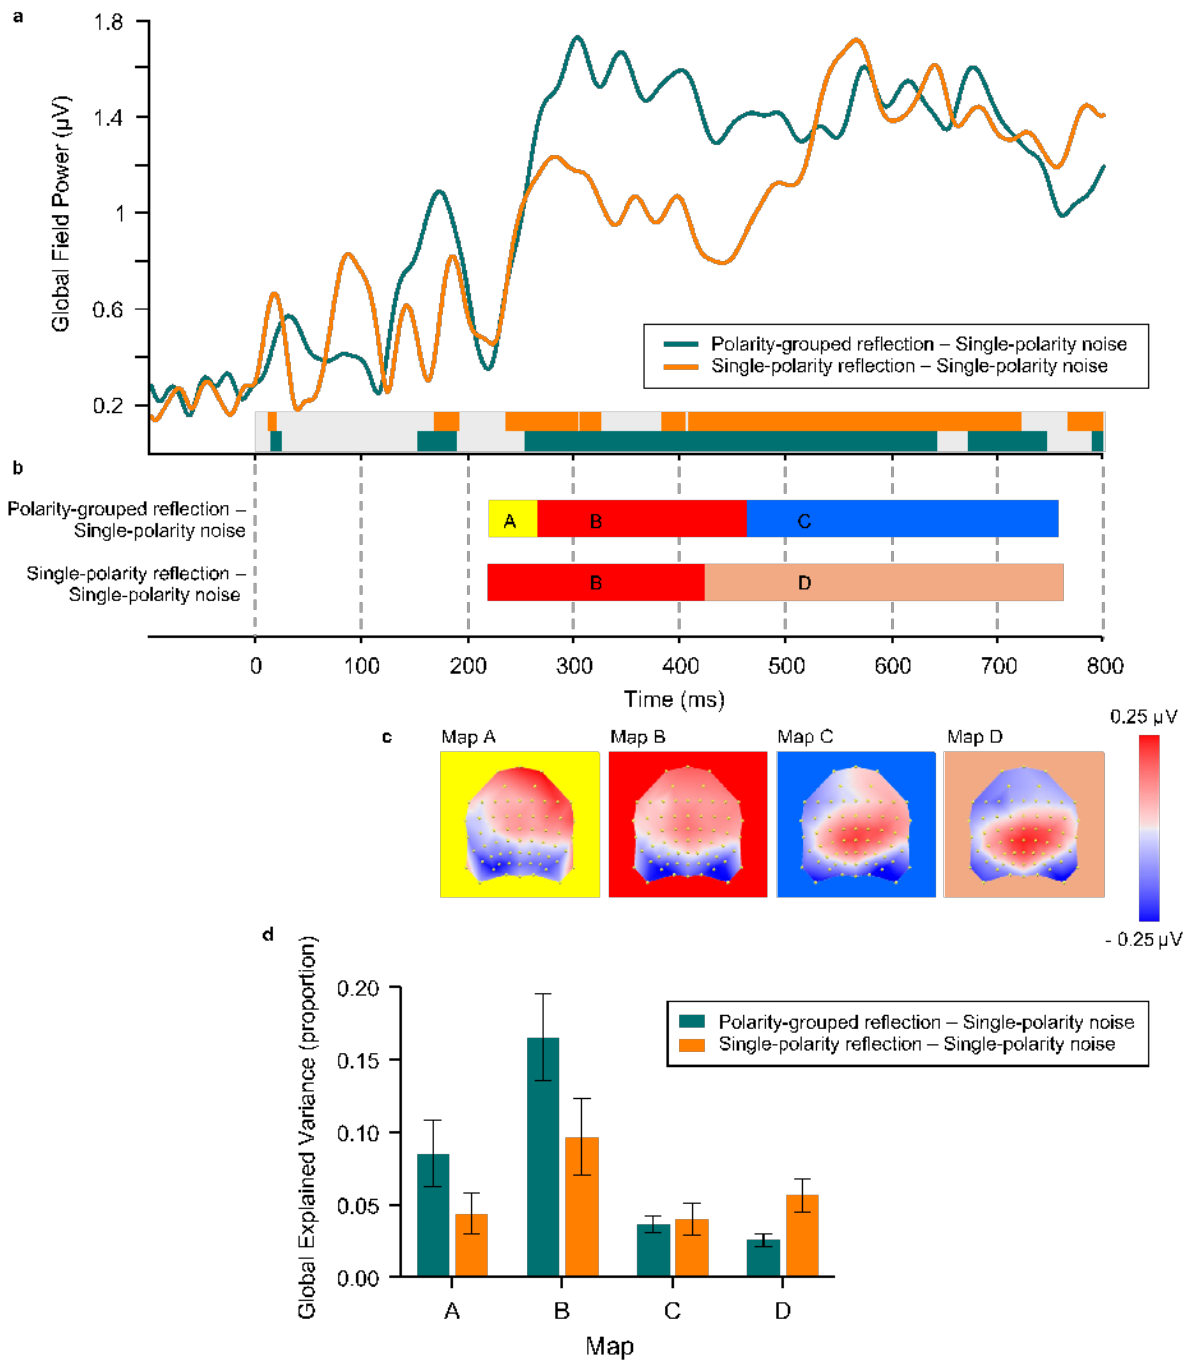 a
1.8
1.4
1
0.6
0.2
Global Field Power (µV)
Polarity-grouped reflection – Single-polarity noise
Single-polarity reflection – Single-polarity noise
b
Polarity-grouped reflection –
Single-polarity noise
A
B
C
Single-polarity reflection –
Single-polarity noise
B
D
0
100
200
300
400
500
600
700
800
Time (ms)
c
Map A
Map B
Map C
Map D
0.25 µV
- 0.25 µV
d
Global Explained Variance (proportion)
0.20
0.15
0.10
0.05
0.00
Polarity-grouped reflection – Single-polarity noise
Single-polarity reflection – Single-polarity noise
A
B
C
D
Map